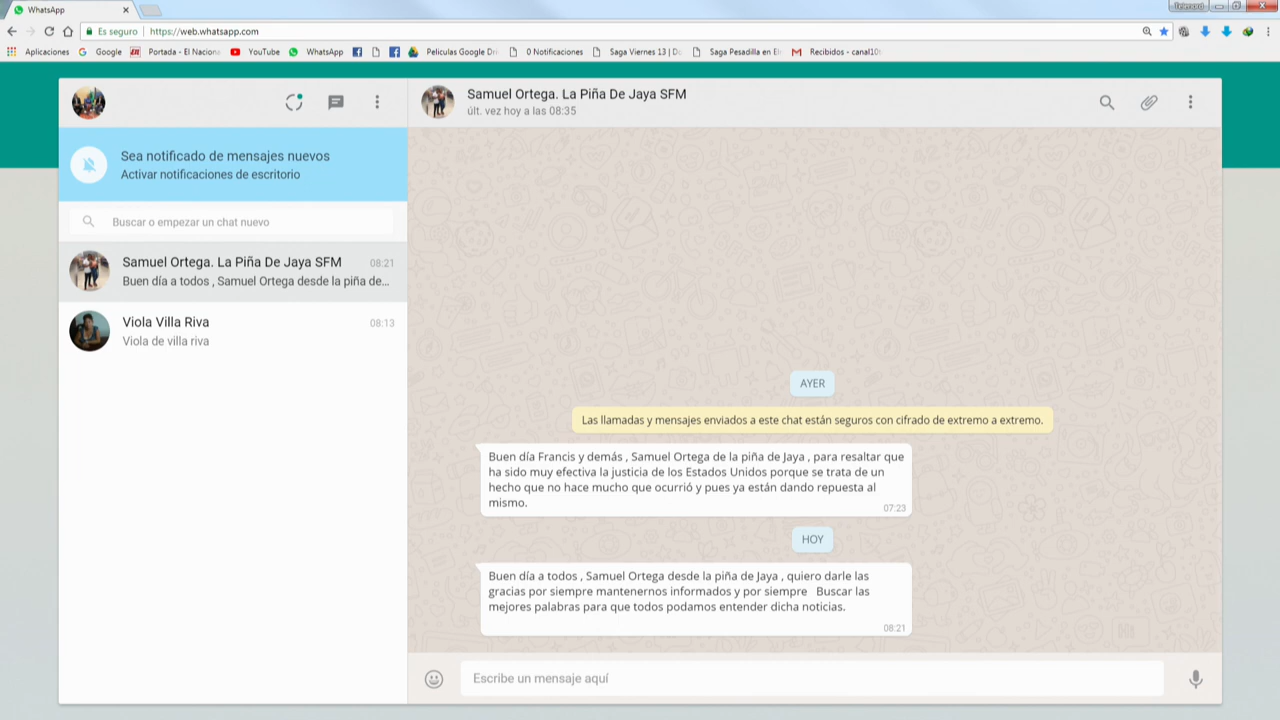 WhatsApp
Telenord
Es seguro
https://web.whatsapp.com
Aplicaciones
Google
Portada - El Naciona
YouTube
WhatsApp
Peliculas Google Dri
0 Notificaciones
Saga Viernes 13 | Do
Saga Pesadilla en El
Recibidos - canal10
Samuel Ortega. La Piña De Jaya SFM
últ. vez hoy a las 08:35
Sea notificado de mensajes nuevos
Activar notificaciones de escritorio
Buscar o empezar un chat nuevo
Samuel Ortega. La Piña De Jaya SFM 08:21
Buen día a todos , Samuel Ortega desde la piña de...
Viola Villa Riva 08:13
Viola de villa riva
AYER
Las llamadas y mensajes enviados a este chat están seguros con cifrado de extremo a extremo.
Buen día Francis y demás , Samuel Ortega de la piña de Jaya , para resaltar que
ha sido muy efectiva la justicia de los Estados Unidos porque se trata de un
hecho que no hace mucho que ocurrió y pues ya están dando repuesta al
mismo.
07:23
HOY
Buen día a todos , Samuel Ortega desde la piña de Jaya , quiero darle las
gracias por siempre mantenernos informados y por siempre Buscar las
mejores palabras para que todos podamos entender dicha noticias.
08:21
Escribe un mensaje aquí